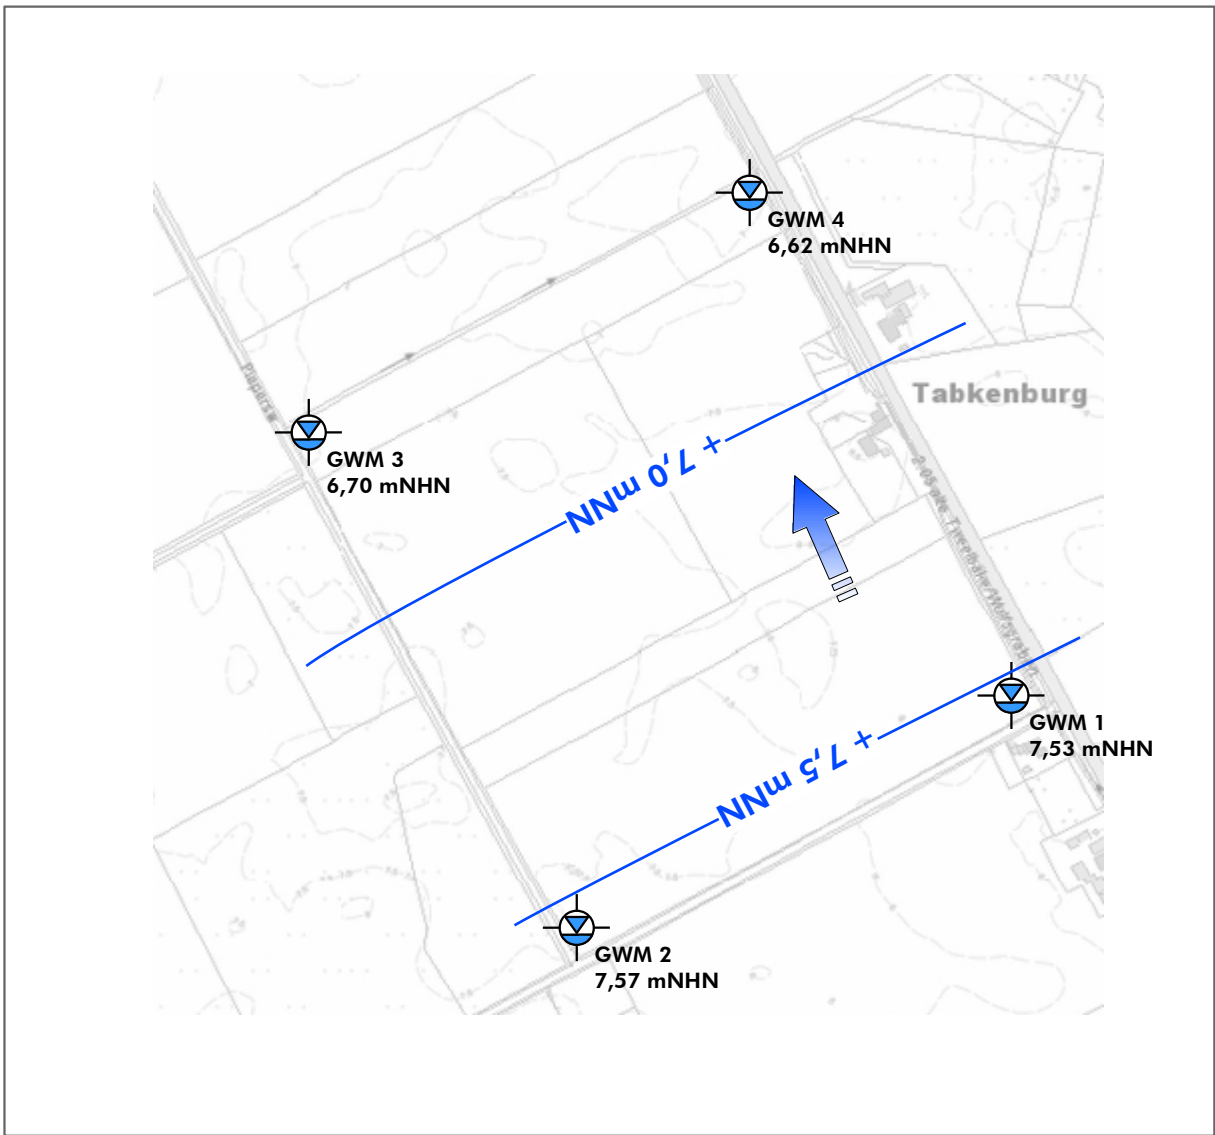 GWM 4
6,62 mNHN
Tabkenburg
GWM 3
6,70 mNHN
+ 7,0 mNN
GWM 1
7,53 mNHN
+ 7,5 mNN
GWM 2
7,57 mNHN